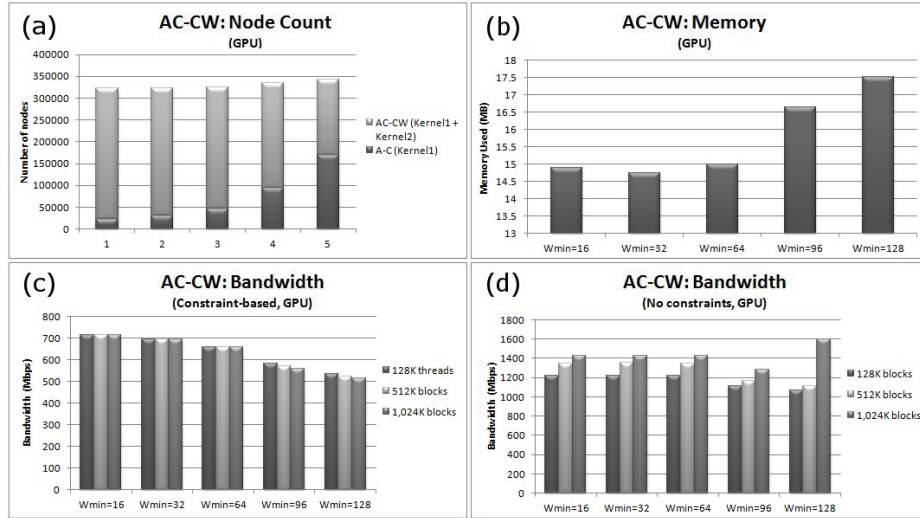 (a)
AC-CW: Node Count
(GPU)
Number of nodes
400000
350000
300000
250000
200000
150000
100000
50000
0
1 2 3 4 5
AC-CW (Kernel1 +
Kernel2)
A-C (Kernel1)
(b)
AC-CW: Memory
(GPU)
Memory Used (MB)
18
17.5
17
16.5
16
15.5
15
14.5
14
13.5
13
Wmin=16 Wmin=32 Wmin=64 Wmin=96 Wmin=128
(c)
AC-CW: Bandwidth
(Constraint-based, GPU)
Bandwidth (Mbps)
800
700
600
500
400
300
200
100
0
Wmin=16 Wmin=32 Wmin=64 Wmin=96 Wmin=128
128K threads
512K blocks
1,024K blocks
(d)
AC-CW: Bandwidth
(No constraints, GPU)
Bandwidth (Mbps)
1800
1600
1400
1200
1000
800
600
400
200
0
Wmin=16 Wmin=32 Wmin=64 Wmin=96 Wmin=128
128K blocks
512K blocks
1,024K blocks